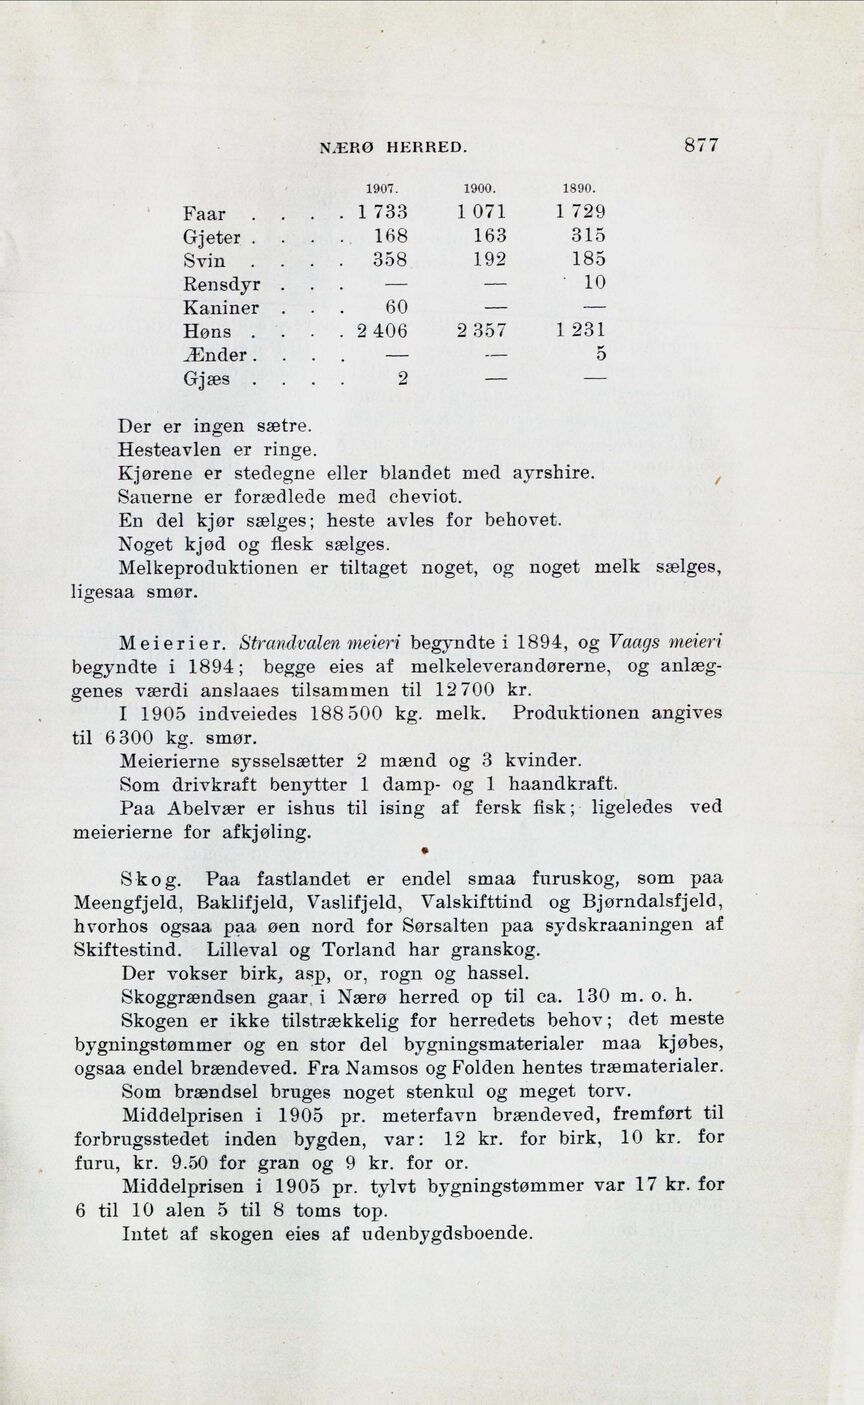 NÆRØ HERRED. 877
1907. 1900. 1890.
Faar . . . . 1 733 1 071 1 729
Gjeter . . . . 168 163 315
Svin . . . . 358 192 185
Rensdyr . . . — — 10
Kaniner . . . 60 — —
Høns . . . . 2 406 2 357 1 231
Ænder . . . . — — 5
Gjæs . . . . 2 — —
Der er ingen sætre.
Hesteavlen er ringe.
Kjørene er stedegne eller blandet med ayrshire.
Sauerne er forædlede med cheviot.
En del kjør sælges; heste avles for behovet.
Noget kjød og flesk sælges.
Melkeproduktionen er tiltaget noget, og noget melk sælges,
ligesaa smør.
Meierier. Strandvalen meieri begyndte i 1894, og Vaags meieri
begyndte i 1894; begge eies af melkeleverandørerne, og anlæg-
genes værdi anslaaes tilsammen til 12 700 kr.
I 1905 indveiedes 188 500 kg. melk. Produktionen angives
til 6 300 kg. smør.
Meierierne sysselsætter 2 mænd og 3 kvinder.
Som drivkraft benytter 1 damp- og 1 haandkraft.
Paa Abelvær er ishus til ising af fersk fisk; ligeledes ved
meierierne for afkjøling.
Skog. Paa fastlandet er endel smaa furuskog, som paa
Meengfjeld, Baklifjeld, Vaslifjeld, Valskifttind og Bjørndalsfjeld,
hvorhos ogsaa paa øen nord for Sørsalten paa sydskraaningen af
Skiftestind. Lilleval og Torland har granskog.
Der vokser birk, asp, or, rogn og hassel.
Skoggrændsen gaar i Nærø herred op til ca. 130 m. o. h.
Skogen er ikke tilstrækkelig for herredets behov; det meste
bygningstømmer og en stor del bygningsmaterialer maa kjøbes,
ogsaa endel brændeved. Fra Namsos og Folden hentes træmaterialer.
Som brændsel bruges noget stenkul og meget torv.
Middelprisen i 1905 pr. meterfavn brændeved, fremført til
forbrugsstedet inden bygden, var: 12 kr. for birk, 10 kr. for
furu, kr. 9.50 for gran og 9 kr. for or.
Middelprisen i 1905 pr. tylvt bygningstømmer var 17 kr. for
6 til 10 alen 5 til 8 toms top.
Intet af skogen eies af udenbygdsboende.